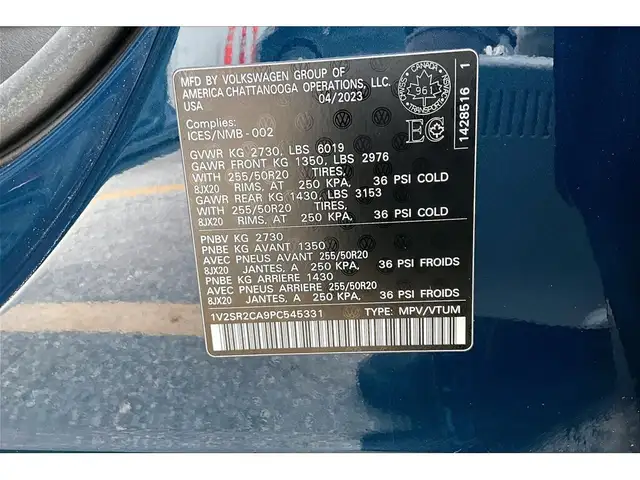 MFD BY VOLKSWAGEN GROUP OF
AMERICA CHATTANOOGA OPERATIONS, LLC.
USA 04/2023
Complies:
ICES/NMB-002
GVWR KG 2730, LBS 6019
GAWR FRONT KG 1350, LBS 2976
WITH 255/50R20 TIRES,
8JX20 RIMS, AT 250 KPA, 36 PSI COLD
GAWR REAR KG 1430, LBS 3153
WITH 255/50R20 TIRES,
8JX20 RIMS, AT 250 KPA, 36 PSI COLD
PNBV KG 2730
PNBE KG AVANT 1350
AVEC PNEUS AVANT 255/50R20
8JX20 JANTES, A 250 KPA, 36 PSI FROIDS
PNBE KG ARRIERE 1430
AVEC PNEUS ARRIERE 255/50R20
8JX20 JANTES, A 250 KPA, 36 PSI FROIDS
1V2SR2CA9PC545331 TYPE: MPV/VTUM
CHASSIS
961
TRANSPORT
EC
1428516 1